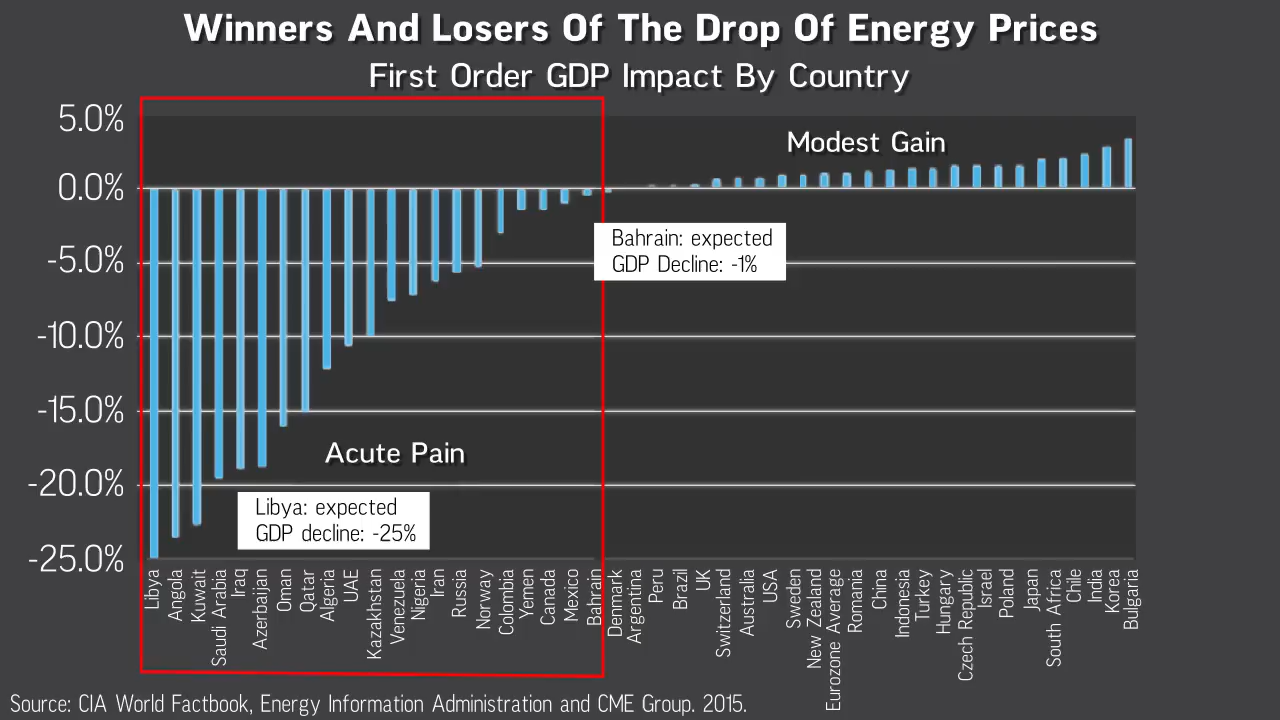 Winners And Losers Of The Drop Of Energy Prices
First Order GDP Impact By Country
5.0%
0.0%
-5.0%
-10.0%
-15.0%
-20.0%
-25.0%
Modest Gain
Bahrain: expected
GDP Decline: -1%
Acute Pain
Libya: expected
GDP decline: -25%
Libya
Angola
Kuwait
Saudi Arabia
Iraq
Azerbaijan
Oman
Qatar
Algeria
UAE
Kazakhstan
Venezuela
Nigeria
Iran
Russia
Norway
Colombia
Yemen
Canada
Mexico
Bahrain
Denmark
Argentina
Peru
Brazil
UK
Switzerland
Australia
USA
Sweden
New Zealand
Eurozone Average
Romania
China
Indonesia
Turkey
Hungary
Czech Republic
Israel
Poland
Japan
South Africa
Chile
India
Korea
Bulgaria
Source: CIA World Factbook, Energy Information Administration and CME Group. 2015.